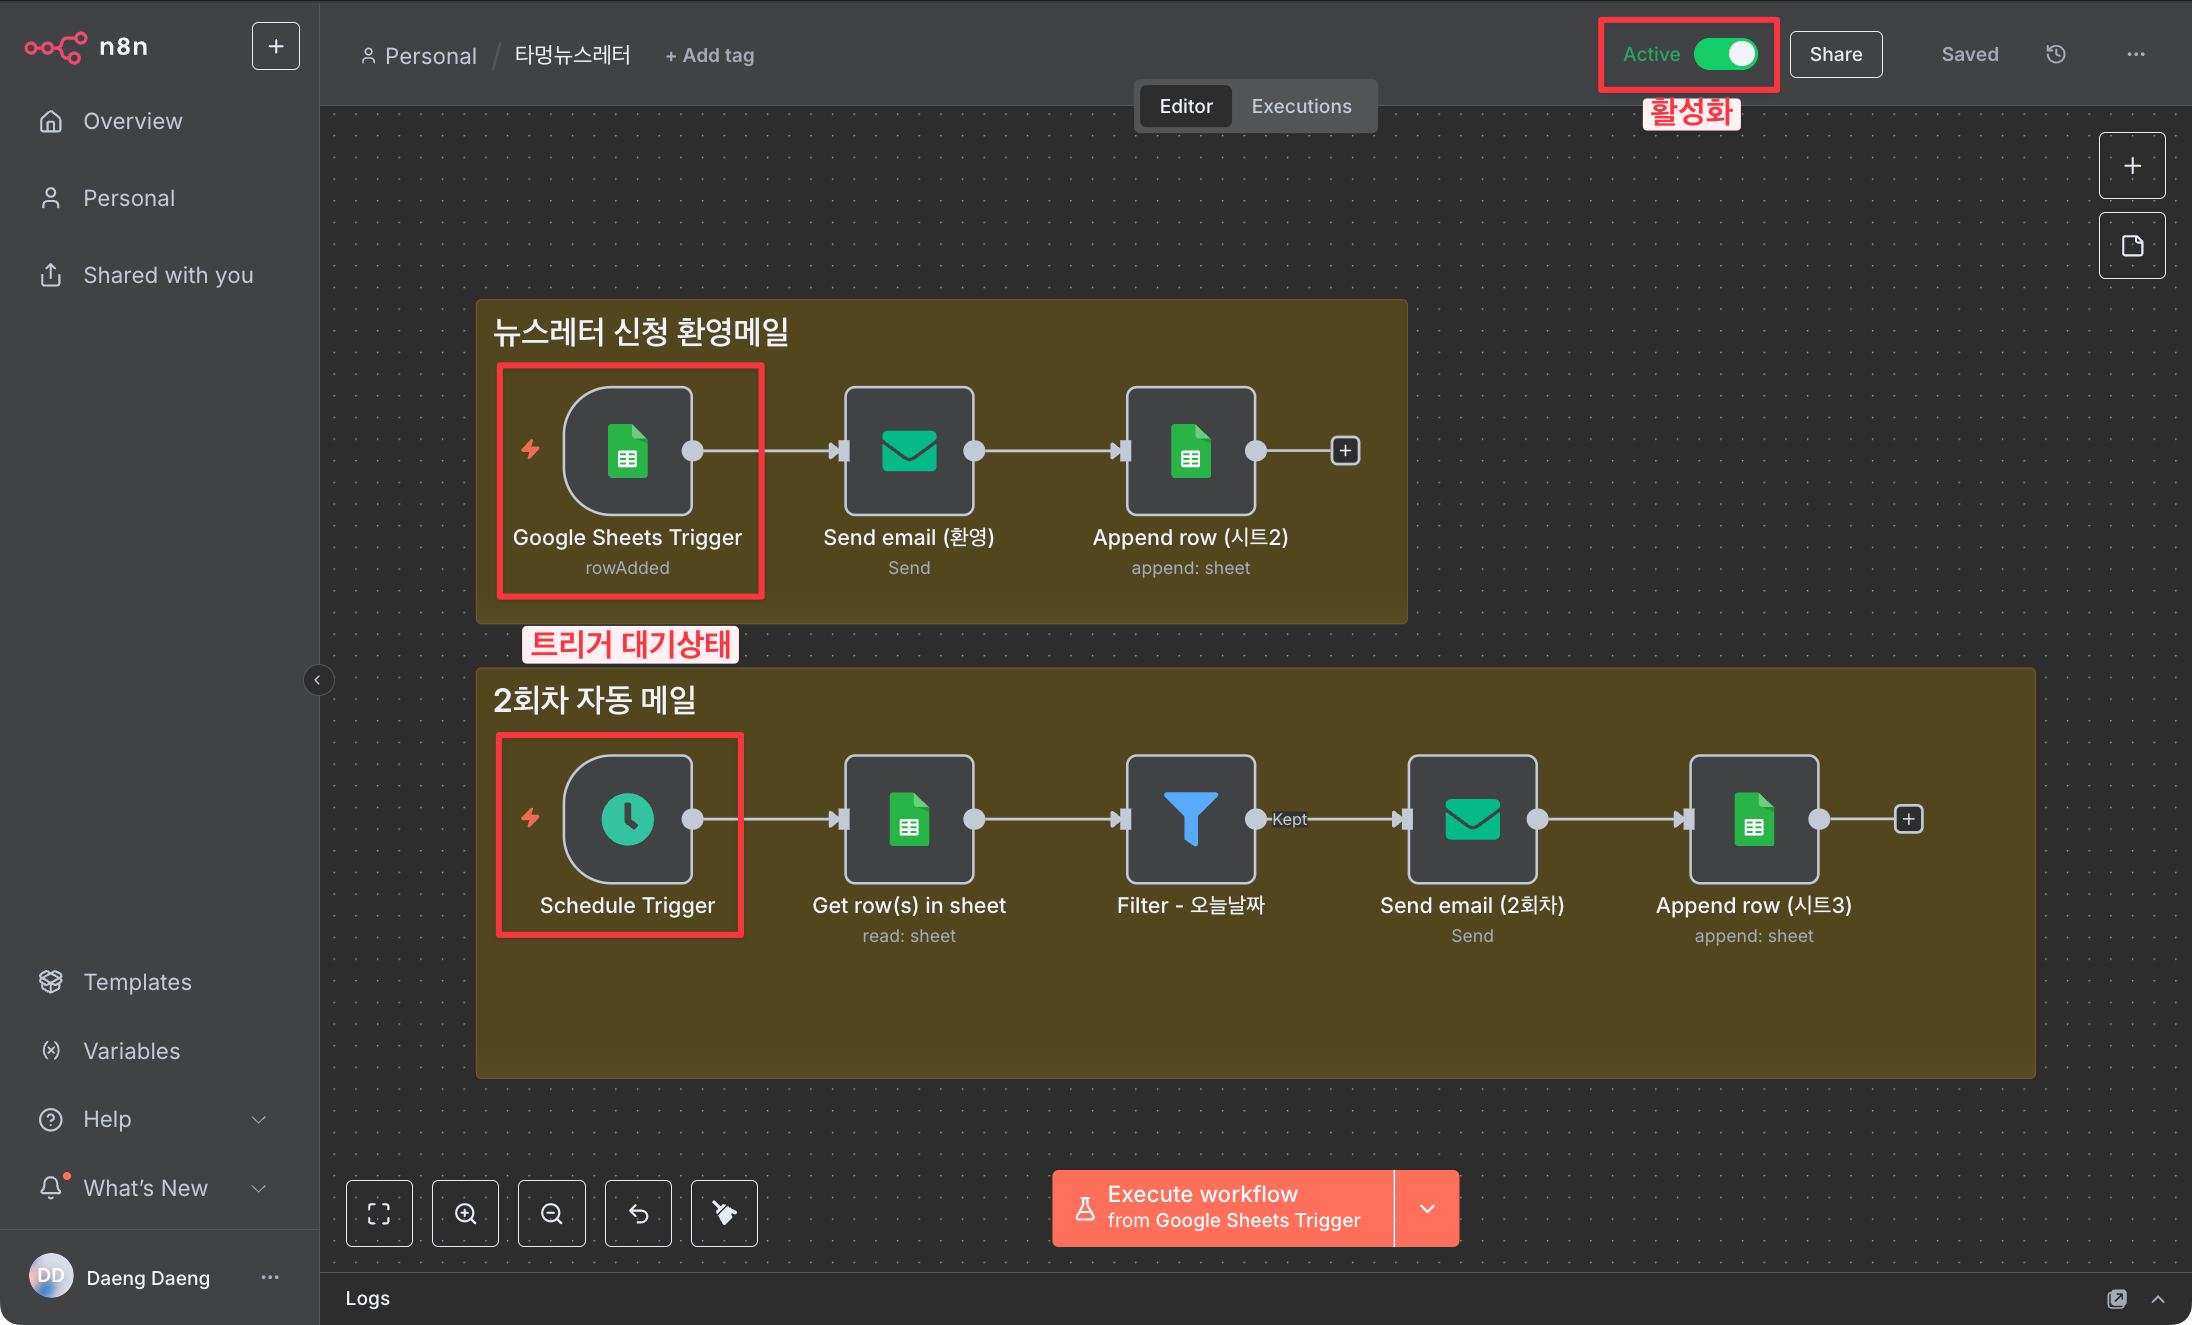 n8n
Personal / 타멍뉴스레터 + Add tag
Active
Share
Saved
활성화
Editor
Executions
Overview
Personal
Shared with you
뉴스레터 신청 환영메일
Google Sheets Trigger
rowAdded
Send email (환영)
Send
Append row (시트2)
append: sheet
트리거 대기상태
2회차 자동 메일
Kept
Schedule Trigger
Get row(s) in sheet
read: sheet
Filter - 오늘날짜
Send email (2회차)
Send
Append row (시트3)
append: sheet
Templates
Variables
Help
What's New
Execute workflow
from Google Sheets Trigger
DD
Daeng Daeng
Logs